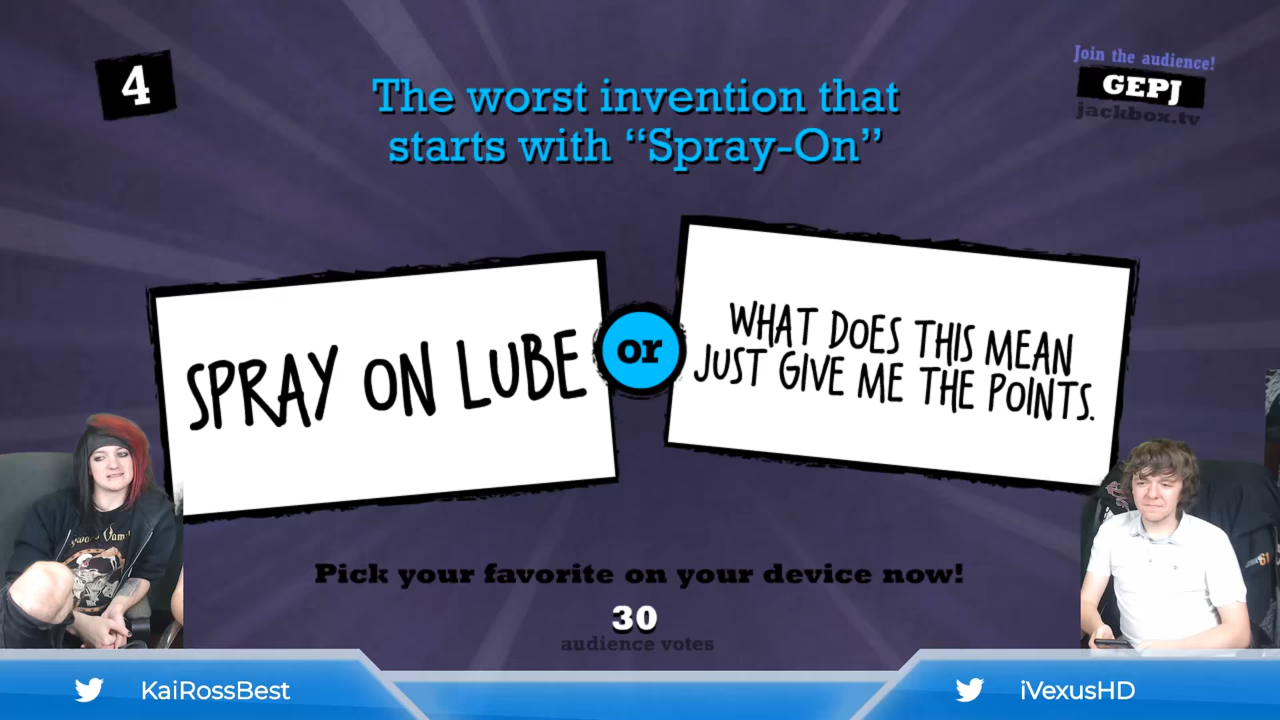 4
Join the audience!
GEPJ
jackbox.tv
The worst invention that
starts with “Spray-On”
SPRAY ON LUBE
or
WHAT DOES THIS MEAN
JUST GIVE ME THE POINTS.
Pick your favorite on your device now!
30
audience votes
KaiRossBest
iVexusHD